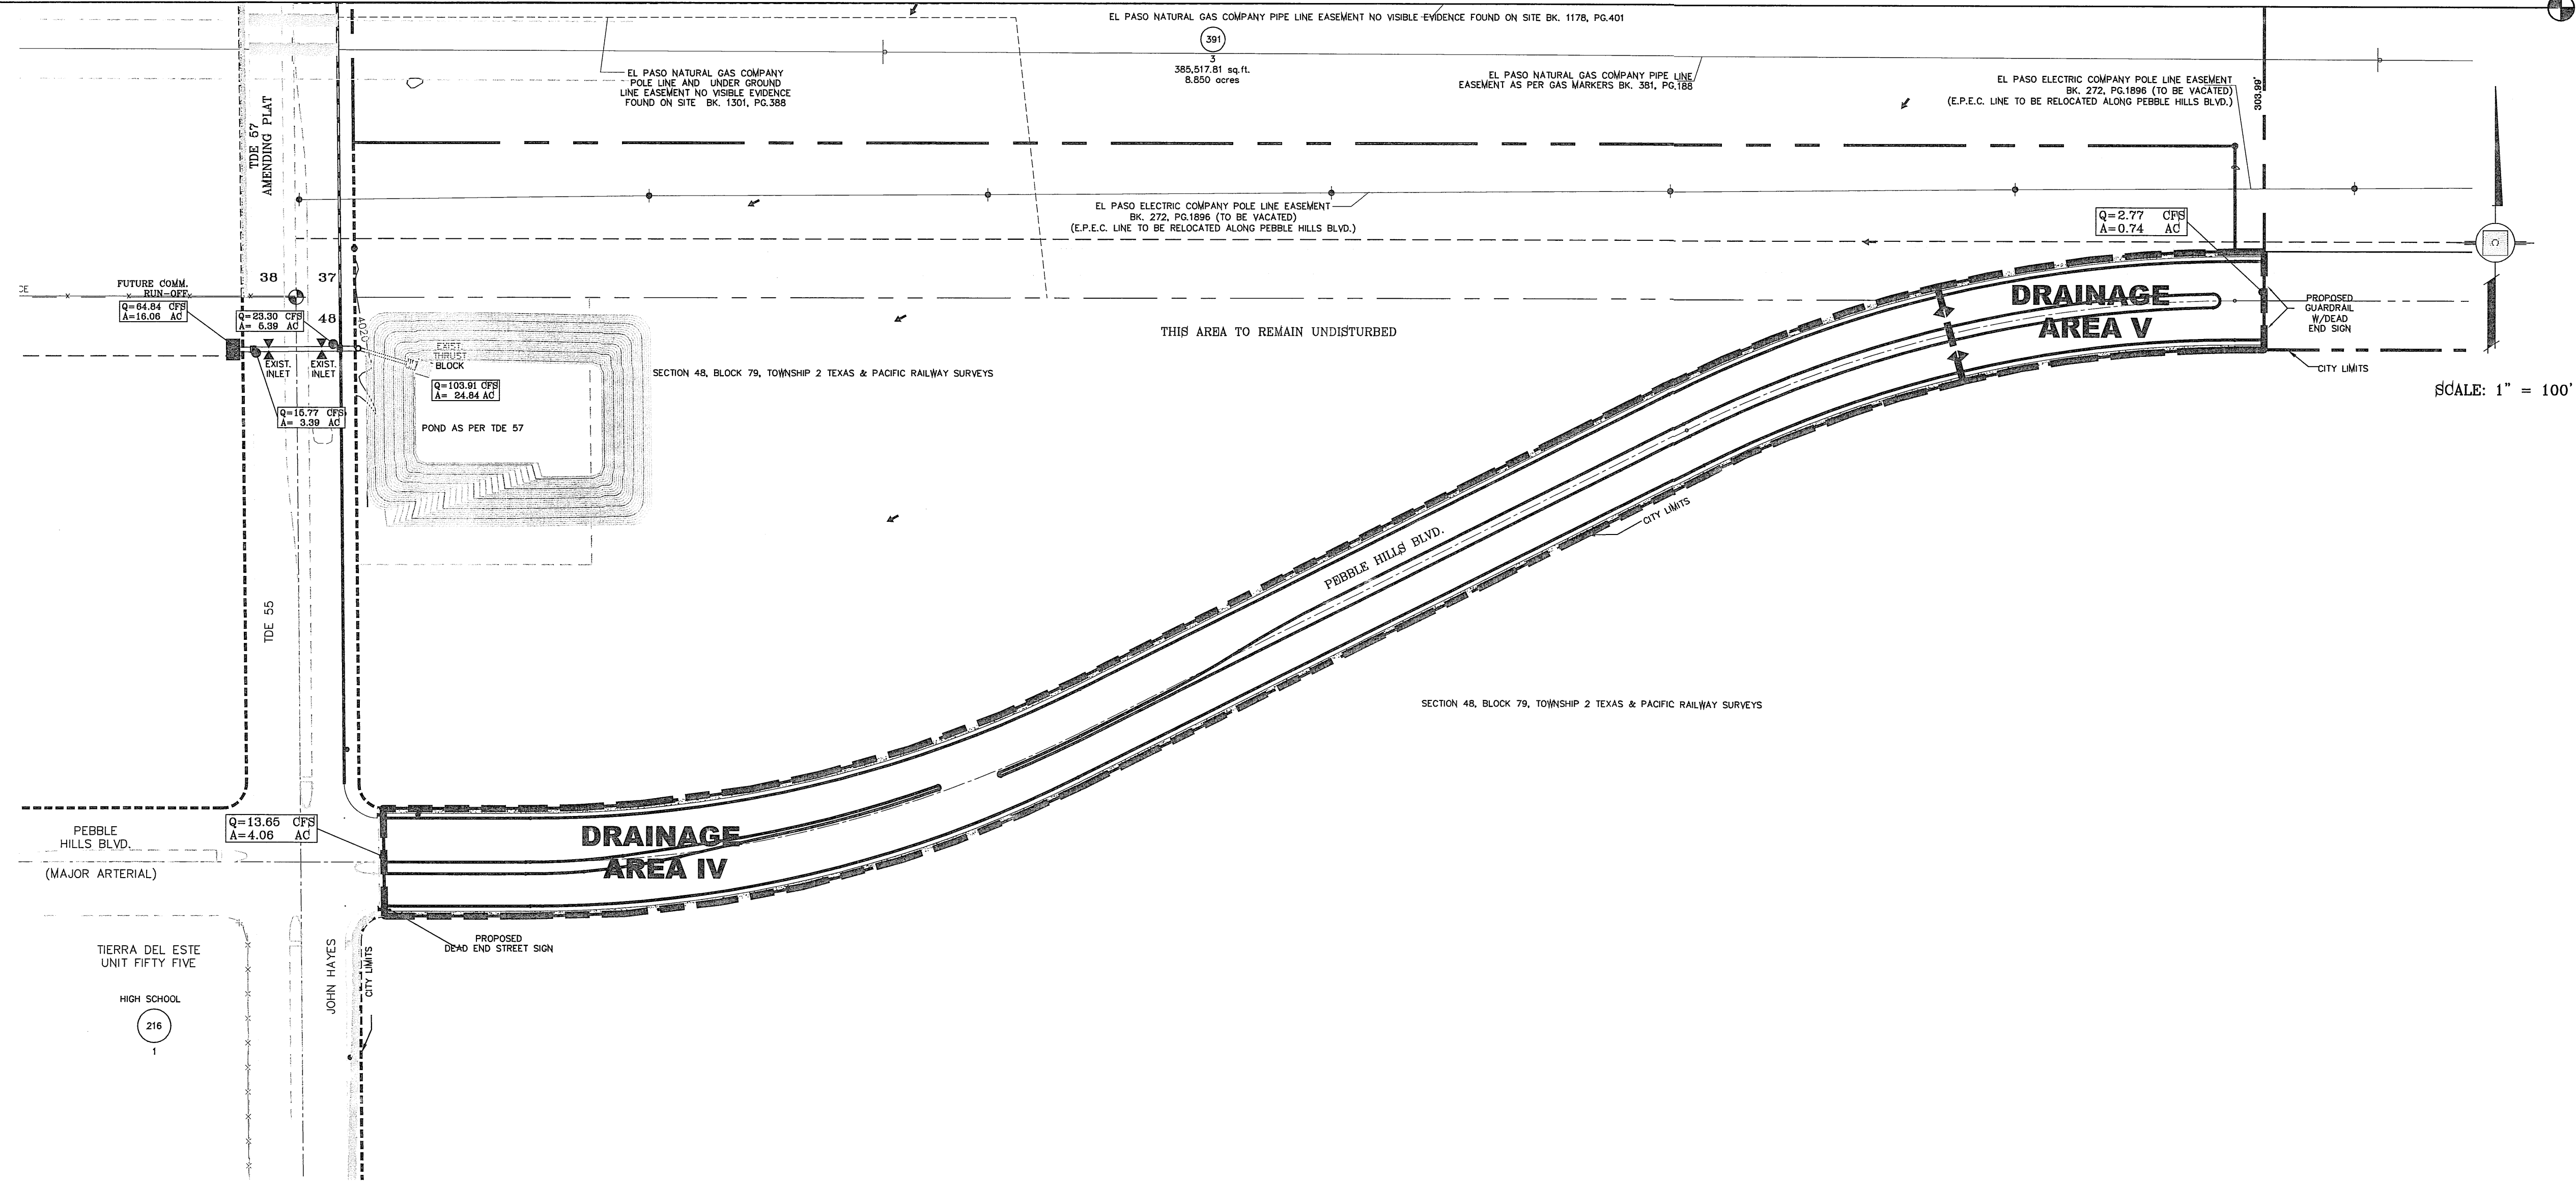 EL PASO NATURAL GAS COMPANY PIPE LINE EASEMENT NO VISIBLE EVIDENCE FOUND ON SITE BK. 1178, PG.401
391
3
385,517.81 sq.ft.
8.850 acres
EL PASO NATURAL GAS COMPANY
POLE LINE AND UNDER GROUND
LINE EASEMENT NO VISIBLE EVIDENCE
FOUND ON SITE BK. 1301, PG.388
EL PASO NATURAL GAS COMPANY PIPE LINE
EASEMENT AS PER GAS MARKERS BK. 381, PG.188
EL PASO ELECTRIC COMPANY POLE LINE EASEMENT
BK. 272, PG.1896 (TO BE VACATED)
(E.P.E.C. LINE TO BE RELOCATED ALONG PEBBLE HILLS BLVD.)
303.99'
TDE 57
AMENDING PLAT
EL PASO ELECTRIC COMPANY POLE LINE EASEMENT
BK. 272, PG.1896 (TO BE VACATED)
(E.P.E.C. LINE TO BE RELOCATED ALONG PEBBLE HILLS BLVD.)
Q=2.77 CFS
A=0.74 AC
38
37
48
CE
FUTURE COMM.
RUN-OFF
Q=64.84 CFS
A=16.06 AC
Q=23.30 CFS
A= 5.39 AC
EXIST.
INLET
EXIST.
INLET
Q=15.77 CFS
A= 3.39 AC
4020
EXIST.
THRUST
BLOCK
Q=103.91 CFS
A= 24.84 AC
POND AS PER TDE 57
SECTION 48, BLOCK 79, TOWNSHIP 2 TEXAS & PACIFIC RAILWAY SURVEYS
THIS AREA TO REMAIN UNDISTURBED
DRAINAGE
AREA V
PROPOSED
GUARDRAIL
W/DEAD
END SIGN
CITY LIMITS
SCALE: 1" = 100'
CITY LIMITS
PEBBLE HILLS BLVD.
TDE 55
SECTION 48, BLOCK 79, TOWNSHIP 2 TEXAS & PACIFIC RAILWAY SURVEYS
Q=13.65 CFS
A=4.06 AC
PEBBLE
HILLS BLVD.
(MAJOR ARTERIAL)
DRAINAGE
AREA IV
PROPOSED
DEAD END STREET SIGN
TIERRA DEL ESTE
UNIT FIFTY FIVE
HIGH SCHOOL
216
1
JOHN HAYES
CITY LIMITS